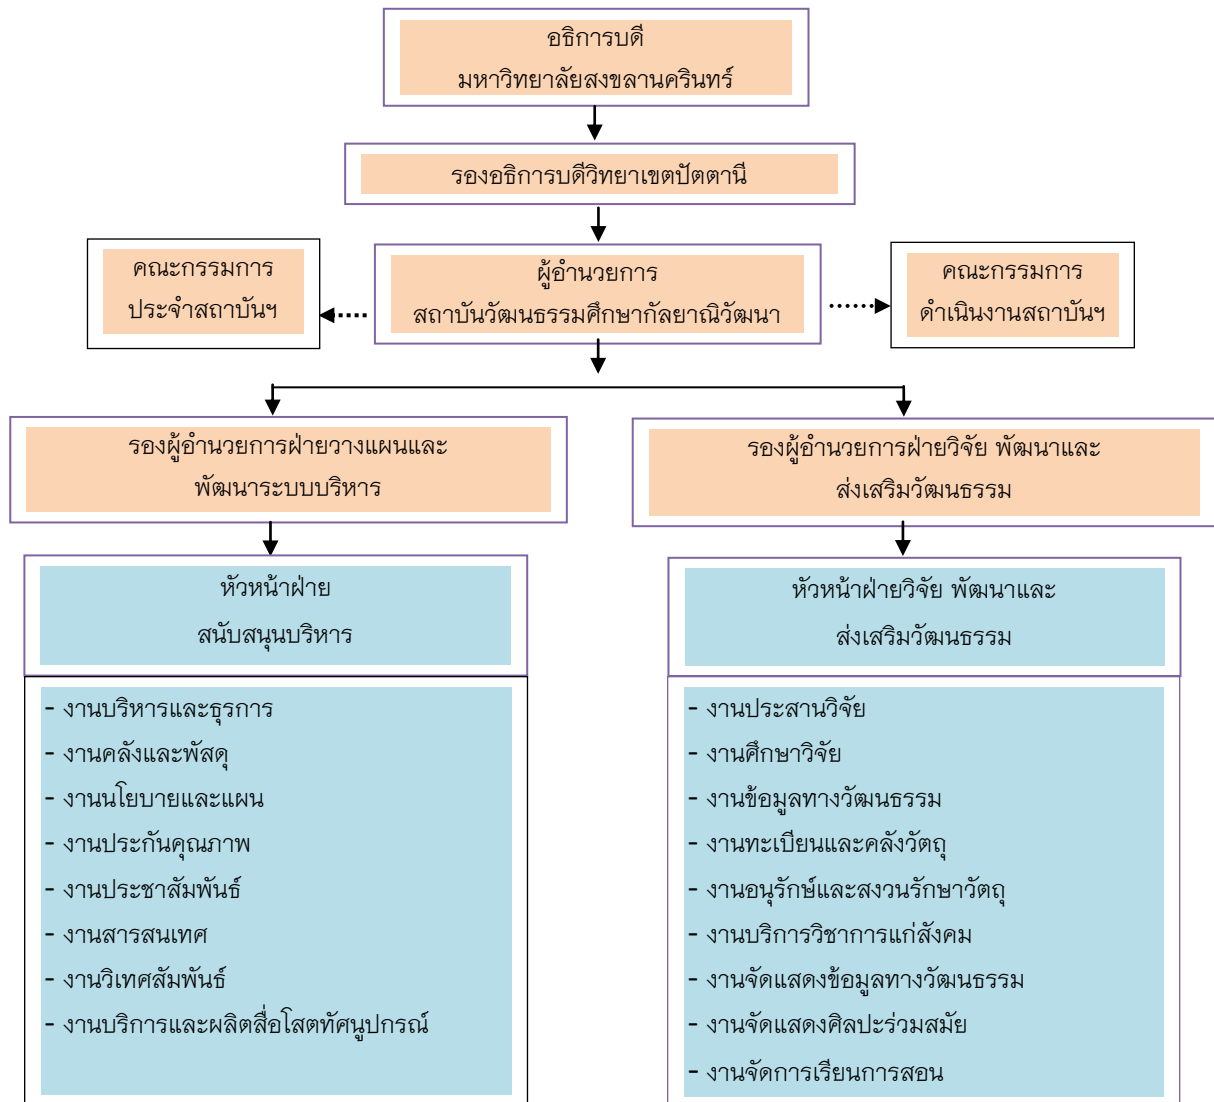 อธิการบดี
มหาวิทยาลัยสงขลานครินทร์
รองอธิการบดีวิทยาเขตปัตตานี
คณะกรรมการ
ประจำสถาบันฯ
ผู้อำนวยการ
สถาบันวัฒนธรรมศึกษากัลยาณิวัฒนา
คณะกรรมการ
ดำเนินงานสถาบันฯ
รองผู้อำนวยการฝ่ายวางแผนและ
พัฒนาระบบบริหาร
รองผู้อำนวยการฝ่ายวิจัย พัฒนาและ
ส่งเสริมวัฒนธรรม
หัวหน้าฝ่าย
สนับสนุนบริหาร
- งานบริหารและธุรการ
- งานคลังและพัสดุ
- งานนโยบายและแผน
- งานประกันคุณภาพ
- งานประชาสัมพันธ์
- งานสารสนเทศ
- งานวิเทศสัมพันธ์
- งานบริการและผลิตสื่อโสตทัศนูปกรณ์
หัวหน้าฝ่ายวิจัย พัฒนาและ
ส่งเสริมวัฒนธรรม
- งานประสานวิจัย
- งานศึกษาวิจัย
- งานข้อมูลทางวัฒนธรรม
- งานทะเบียนและคลังวัตถุ
- งานอนุรักษ์และสงวนรักษาวัตถุ
- งานบริการวิชาการแก่สังคม
- งานจัดแสดงข้อมูลทางวัฒนธรรม
- งานจัดแสดงศิลปะร่วมสมัย
- งานจัดการเรียนการสอน